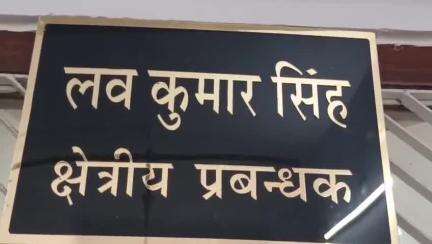 लव कुमार सिंह
क्षेत्रीय प्रबन्धक